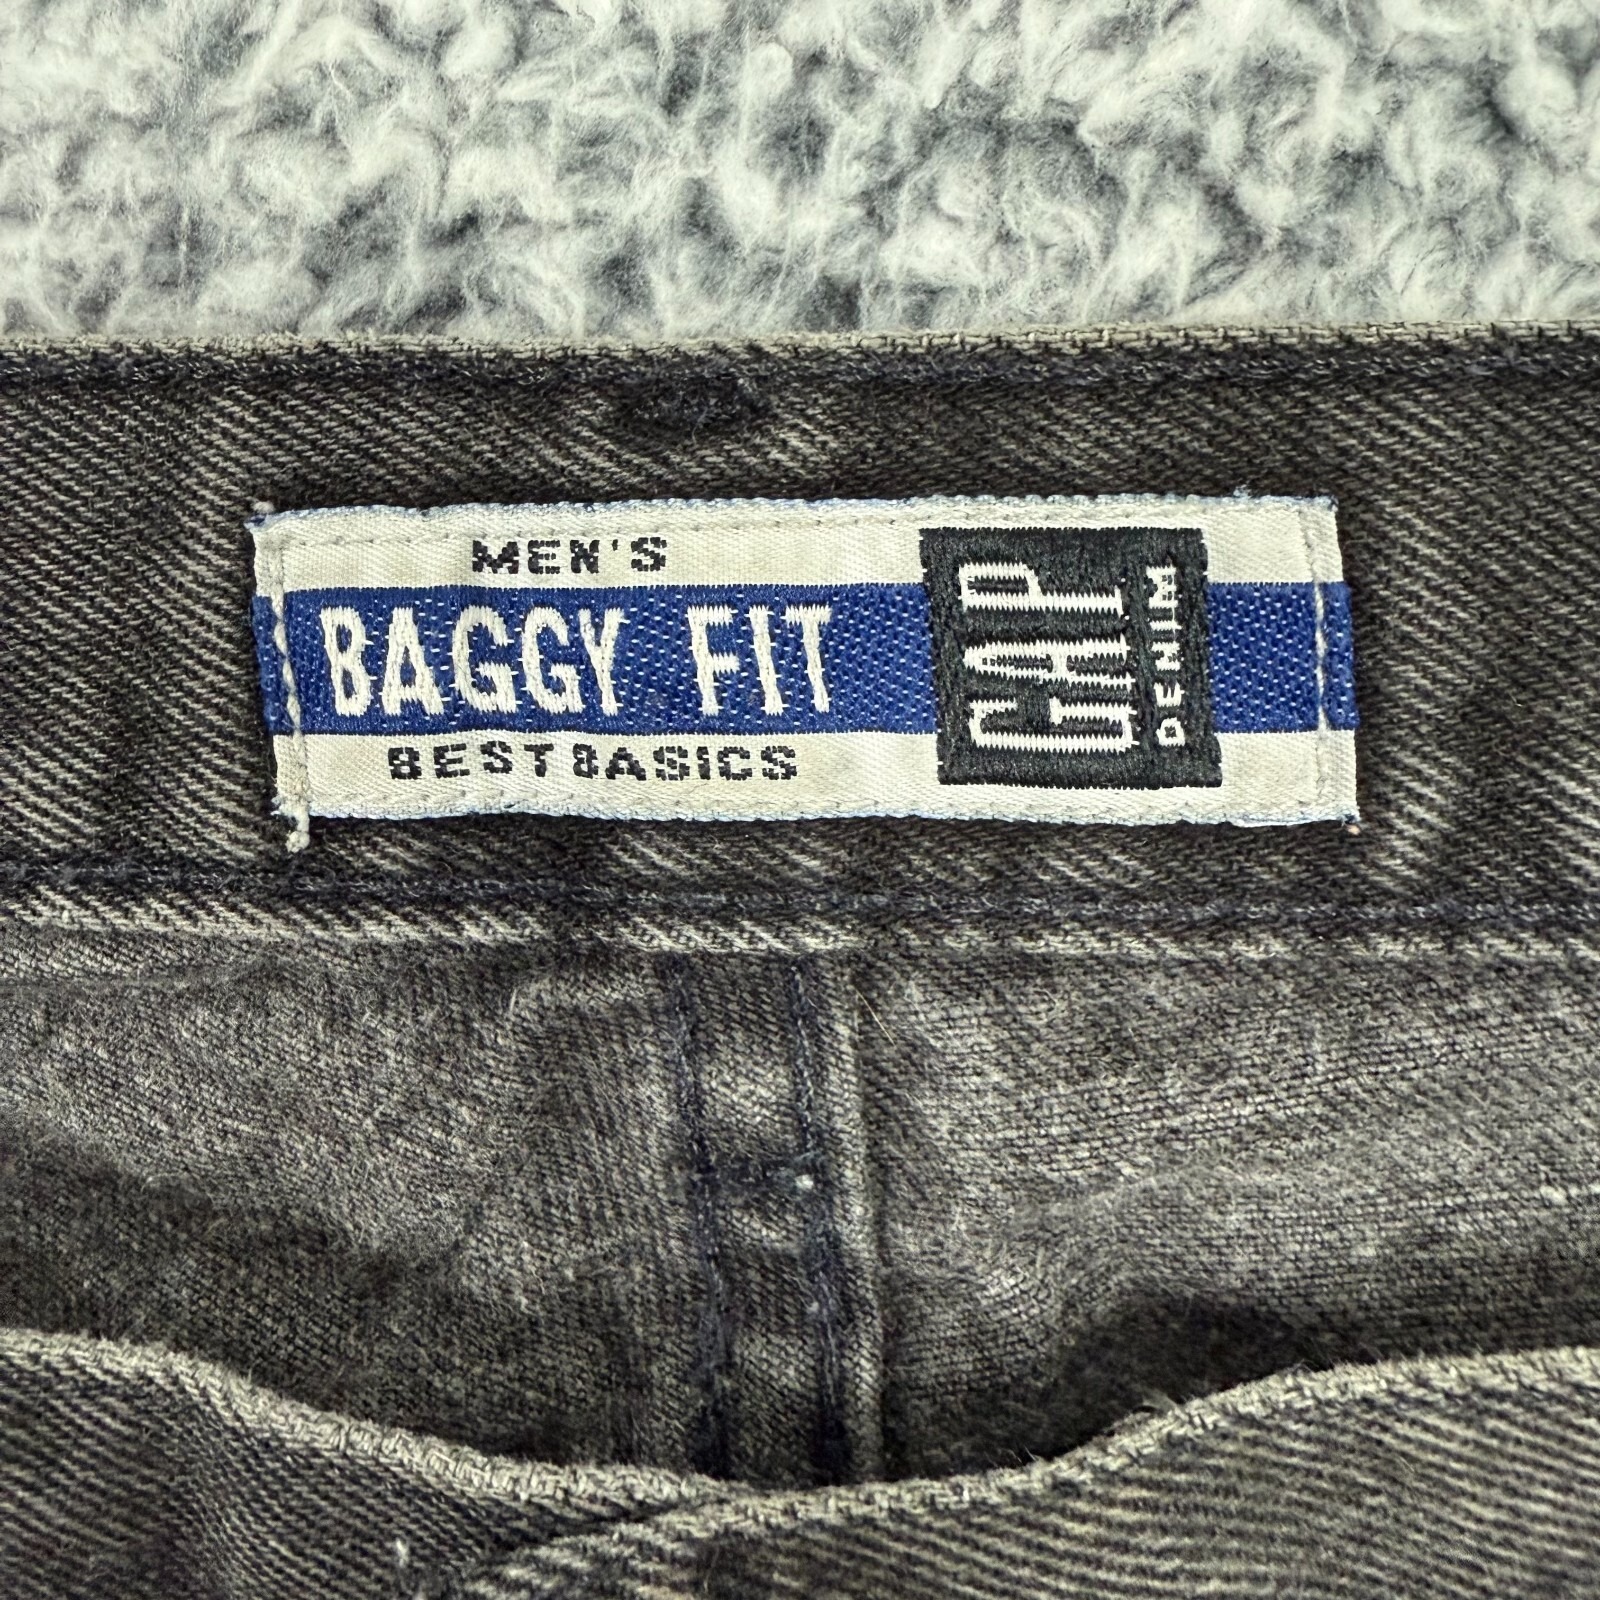 MEN'S
BAGGY FIT
BEST BASICS
GAP
DENIM